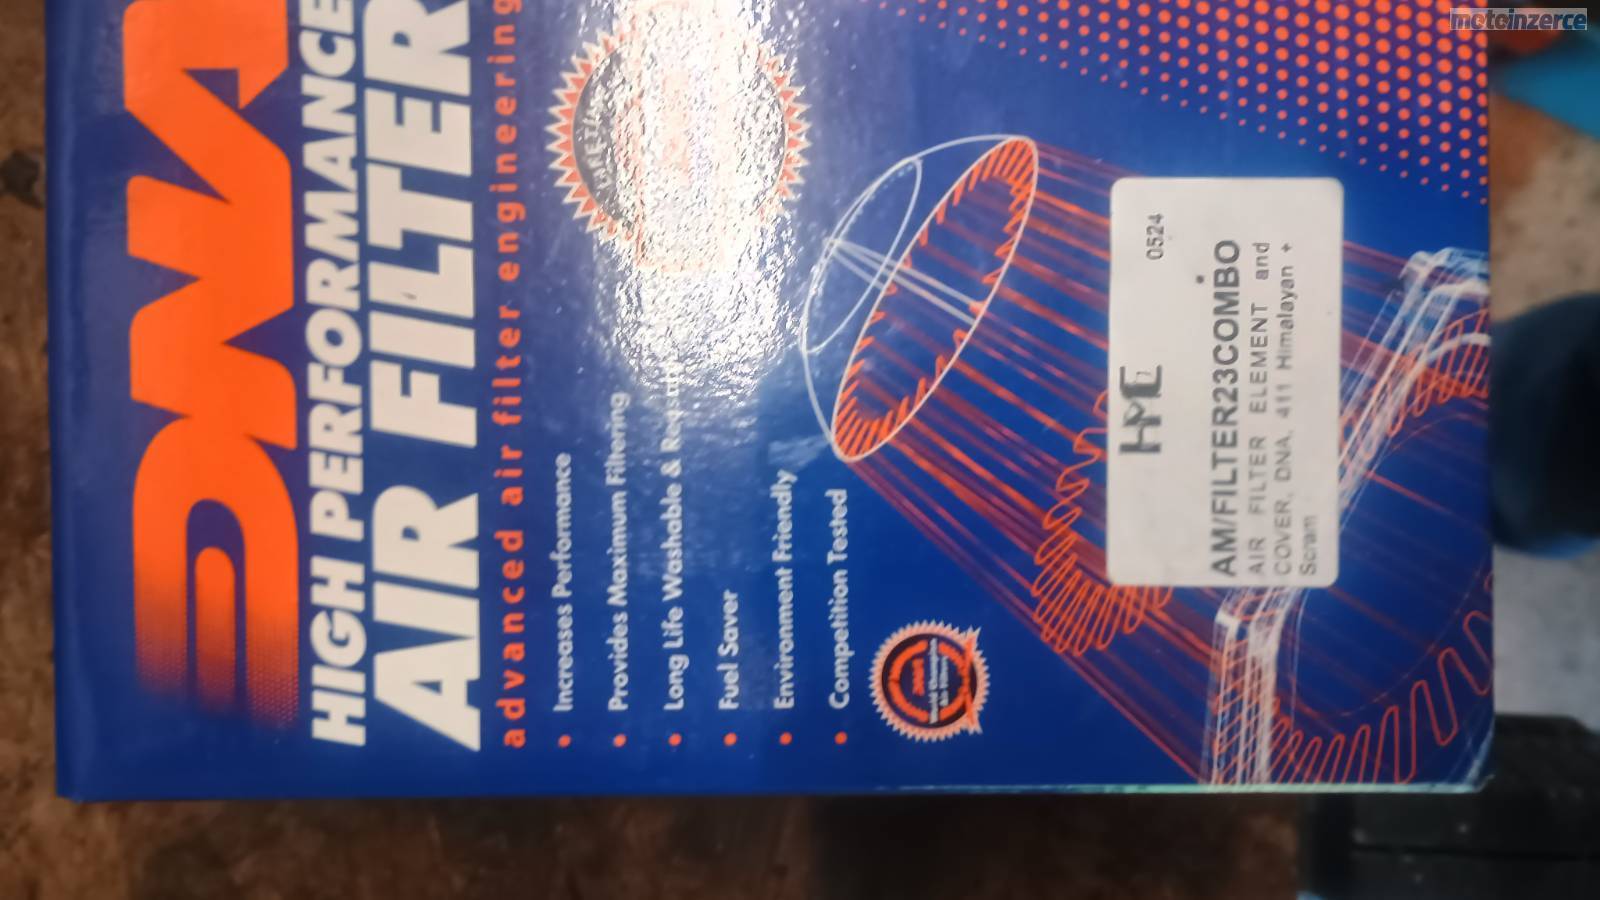 DNA
HIGH PERFORMANCE
AIR FILTER
advanced air filter engineering
• Increases Performance
• Provides Maximum Filtering
• Long Life Washable &
• Fuel Saver
• Environment Friendly
• Competition Tested
0524
AM/FILTER23COMBO
AIR FILTER ELEMENT and
COVER, DNA, 411 Himalayan +
Scram
motoinzerce